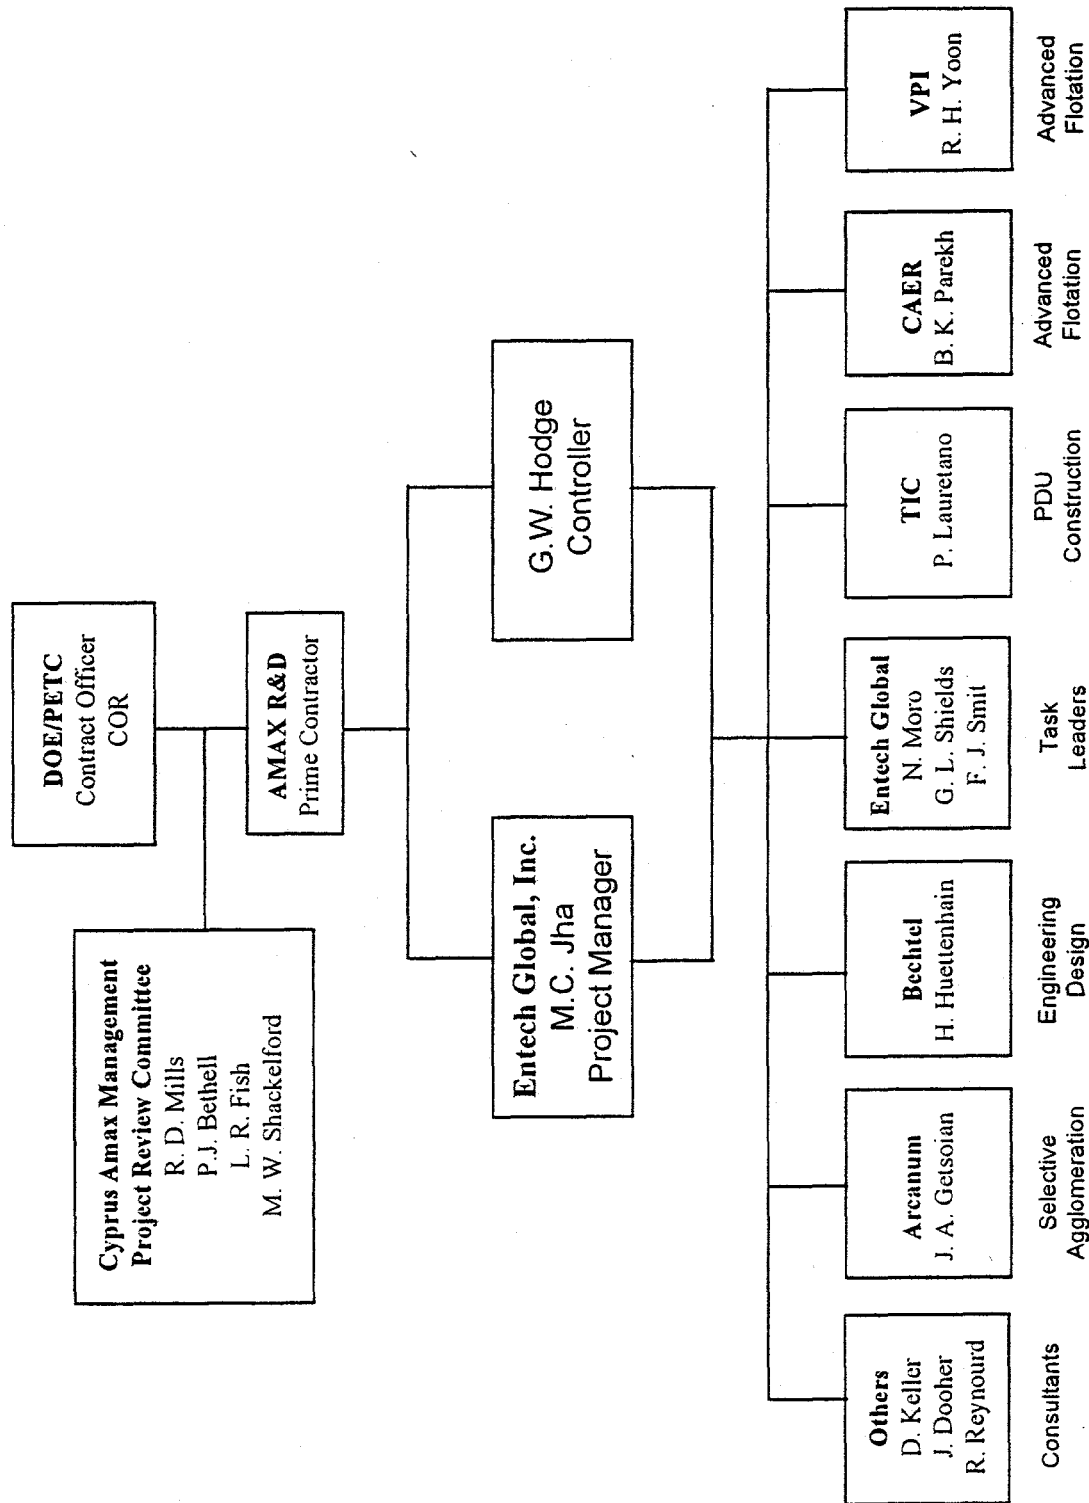 DOE/PETC
Contract Officer
COR
Cyprus Amax Management
Project Review Committee
R. D. Mills
P.J. Bethell
L. R. Fish
M. W. Shackelford
AMAX R&D
Prime Contractor
Entech Global, Inc.
M.C. Jha
Project Manager
G.W. Hodge
Controller
Others
D. Keller
J. Dooher
R. Reynourd
Consultants
Arcanum
J. A. Getsoian
Selective
Agglomeration
Bechtel
H. Huettenhain
Engineering
Design
Entech Global
N. Moro
G. L. Shields
F. J. Smit
Task
Leaders
TIC
P. Lauretano
PDU
Construction
CAER
B. K. Parekh
Advanced
Flotation
VPI
R. H. Yoon
Advanced
Flotation